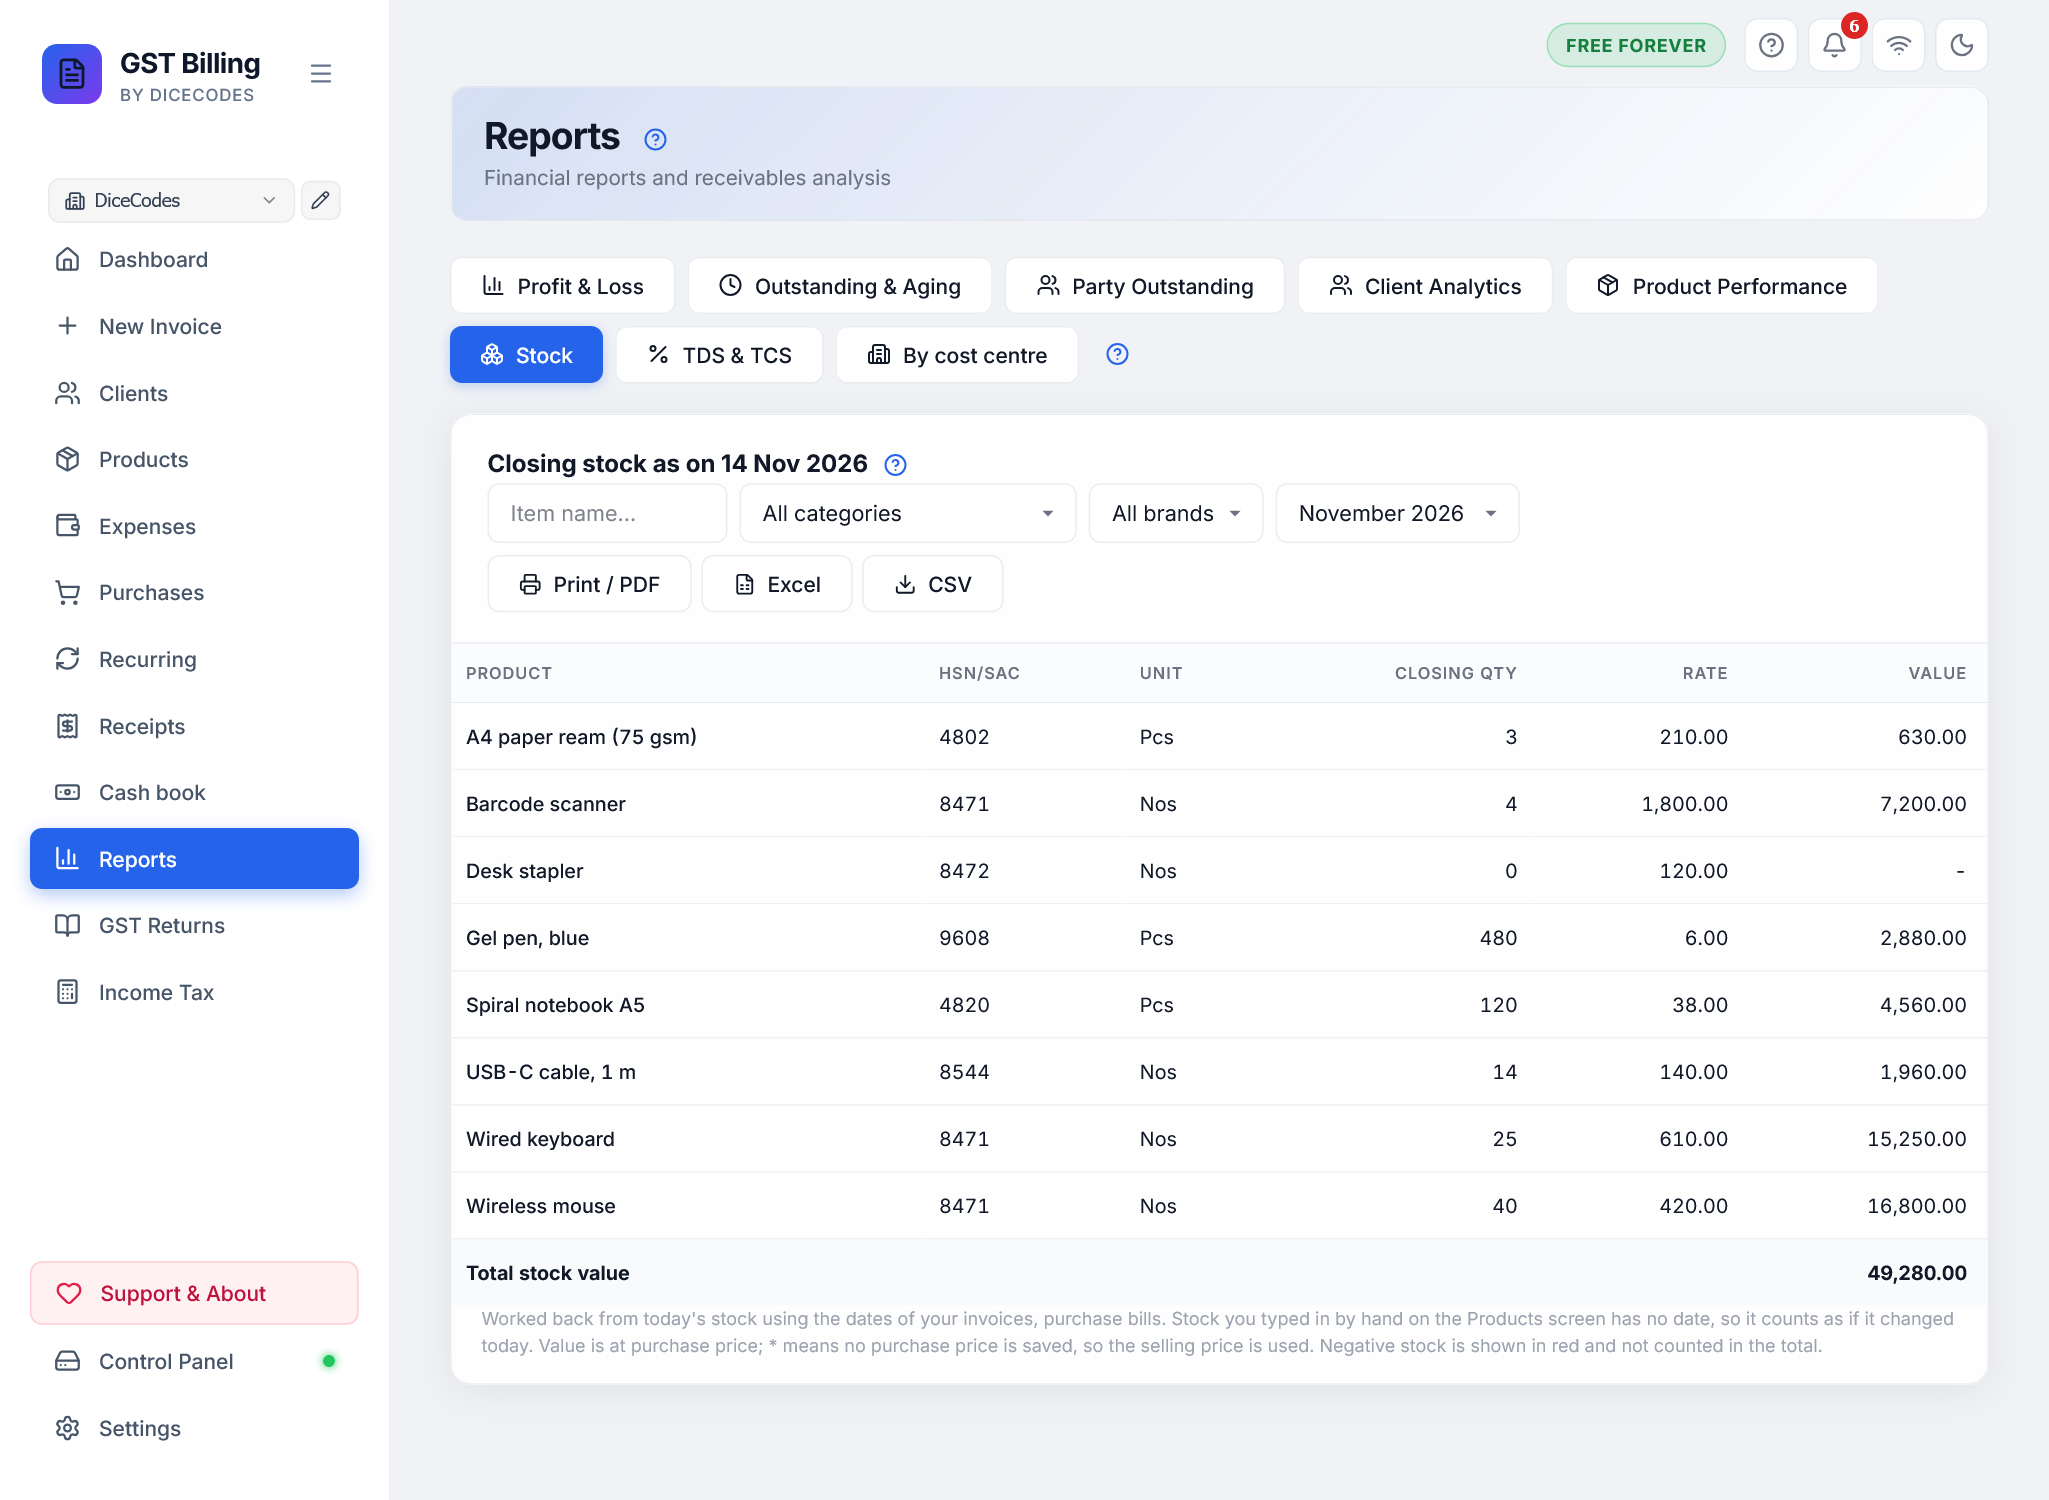 GST Billing
BY DICECODES
FREE FOREVER
6
DiceCodes
Dashboard
New Invoice
Clients
Products
Expenses
Purchases
Recurring
Receipts
Cash book
Reports
GST Returns
Income Tax
Support & About
Control Panel
Settings
Reports
Financial reports and receivables analysis
Profit & Loss Outstanding & Aging Party Outstanding Client Analytics Product Performance
Stock TDS & TCS By cost centre
Closing stock as on 14 Nov 2026
Item name... All categories All brands November 2026
Print / PDF Excel CSV
PRODUCT HSN/SAC UNIT CLOSING QTY RATE VALUE
A4 paper ream (75 gsm) 4802 Pcs 3 210.00 630.00
Barcode scanner 8471 Nos 4 1,800.00 7,200.00
Desk stapler 8472 Nos 0 120.00 -
Gel pen, blue 9608 Pcs 480 6.00 2,880.00
Spiral notebook A5 4820 Pcs 120 38.00 4,560.00
USB-C cable, 1 m 8544 Nos 14 140.00 1,960.00
Wired keyboard 8471 Nos 25 610.00 15,250.00
Wireless mouse 8471 Nos 40 420.00 16,800.00
Total stock value 49,280.00
Worked back from today's stock using the dates of your invoices, purchase bills. Stock you typed in by hand on the Products screen has no date, so it counts as if it changed
today. Value is at purchase price; * means no purchase price is saved, so the selling price is used. Negative stock is shown in red and not counted in the total.